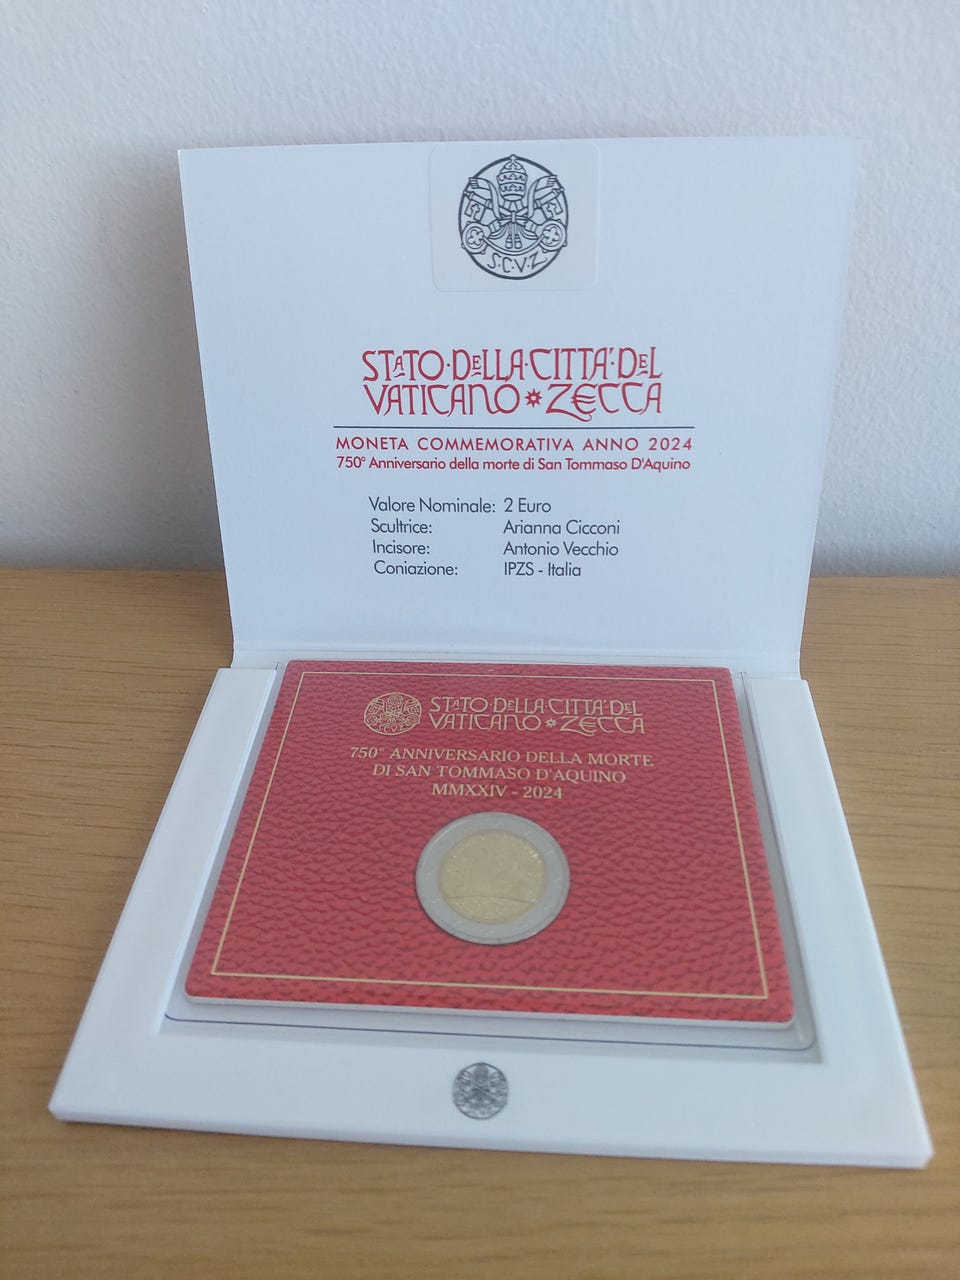 S.C.V.Z.
STATO·DELLA·CITTA'·DEL
VATICANO * ZECCA
MONETA COMMEMORATIVA ANNO 2024
750° Anniversario della morte di San Tommaso D'Aquino
Valore Nominale: 2 Euro
Scultrice: Arianna Cicconi
Incisore: Antonio Vecchio
Coniazione: IPZS - Italia
S.C.V.Z.
STATO·DELLA·CITTA'·DEL
VATICANO * ZECCA
750° ANNIVERSARIO DELLA MORTE
DI SAN TOMMASO D'AQUINO
MMXXIV - 2024